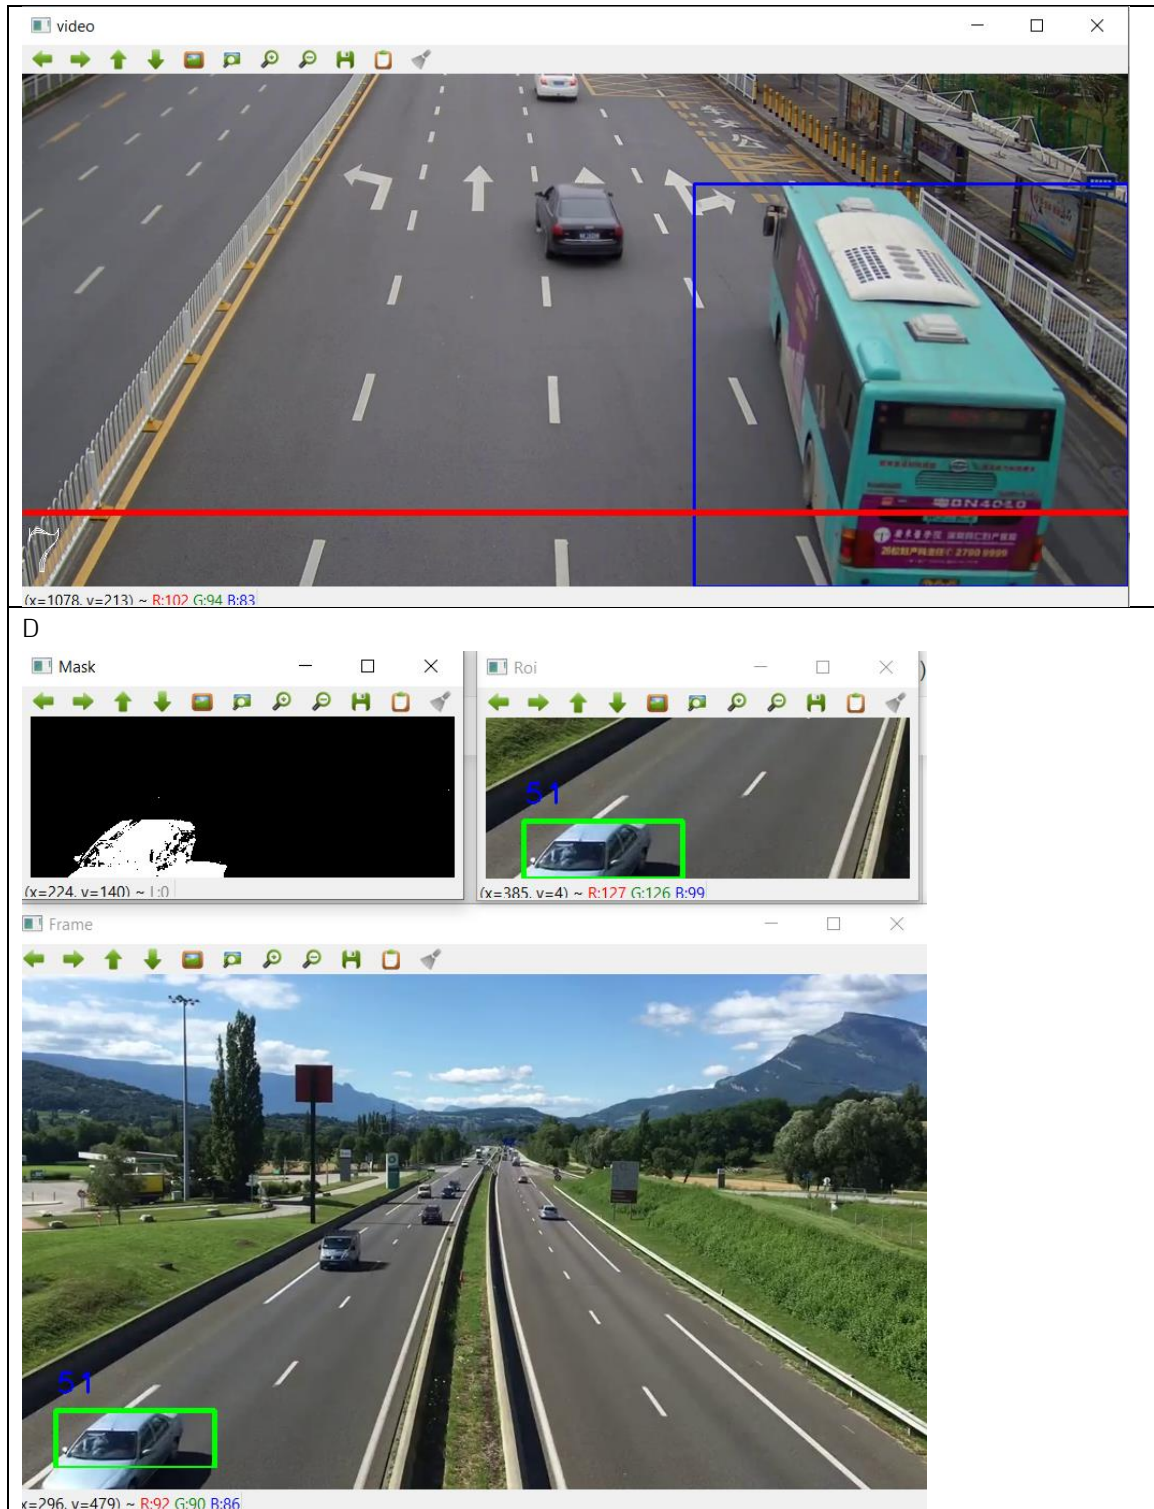 video
7
(x=1078, y=213) ~ R:102 G:94 B:83
D
Mask
Roi
)
51
(x=224, y=140) ~ L:0
(x=385, y=4) ~ R:127 G:126 B:99
Frame
51
(x=296, y=479) ~ R:92 G:90 B:86